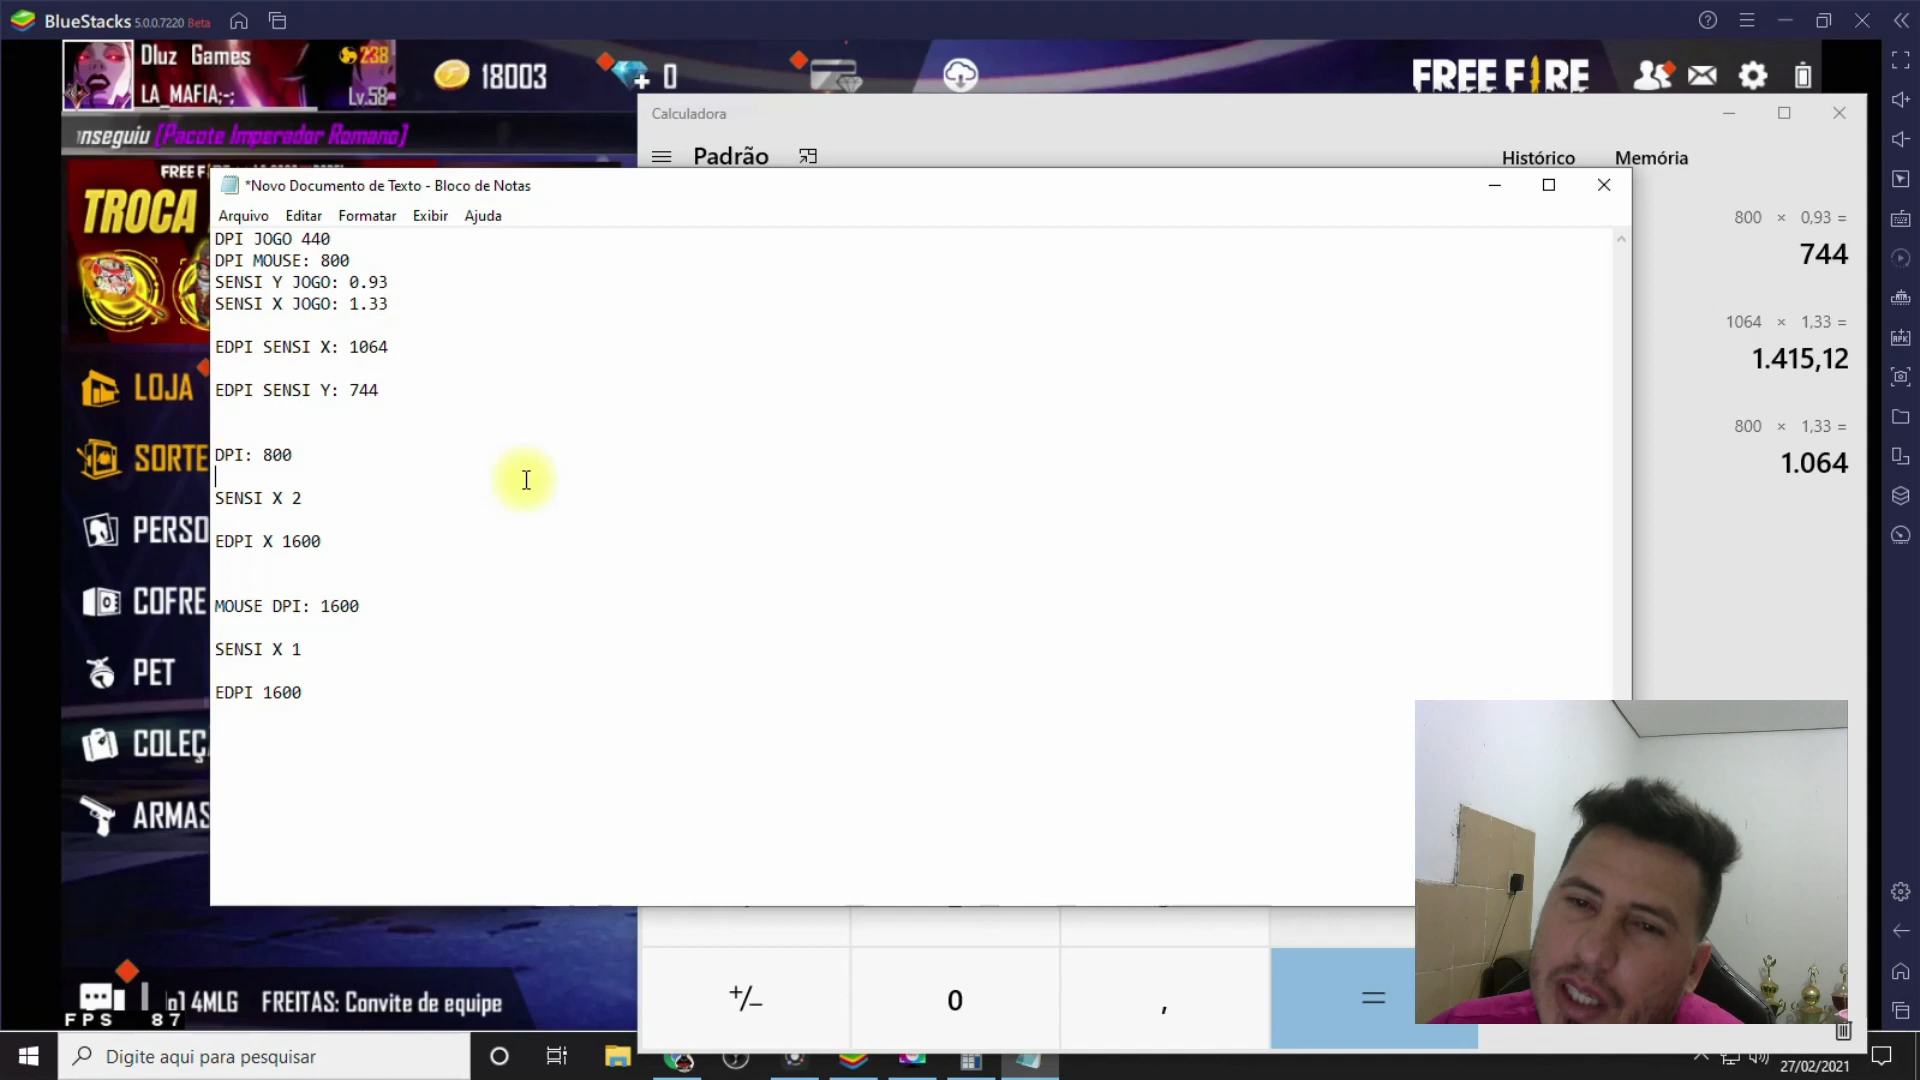 BlueStacks 5.0.0.7220 Beta
Dluz Games
238
LA_MAFIA;-;
Lv.58
18003
0
FREE FIRE
nseguiu [Pacote Imperador Romano]
FREE F
TROCA
LOJA
SORTE
PERSO
COFRE
PET
COLEÇ
ARMAS
4MLG FREITAS: Convite de equipe
FPS 87
Calculadora
Padrão
Histórico
Memória
800 × 0,93 =
744
1064 × 1,33 =
1.415,12
800 × 1,33 =
1.064
+/−
0
,
=
*Novo Documento de Texto - Bloco de Notas
Arquivo Editar Formatar Exibir Ajuda
DPI JOGO 440
DPI MOUSE: 800
SENSI Y JOGO: 0.93
SENSI X JOGO: 1.33
EDPI SENSI X: 1064
EDPI SENSI Y: 744
DPI: 800
SENSI X 2
EDPI X 1600
MOUSE DPI: 1600
SENSI X 1
EDPI 1600
Digite aqui para pesquisar
27/02/2021